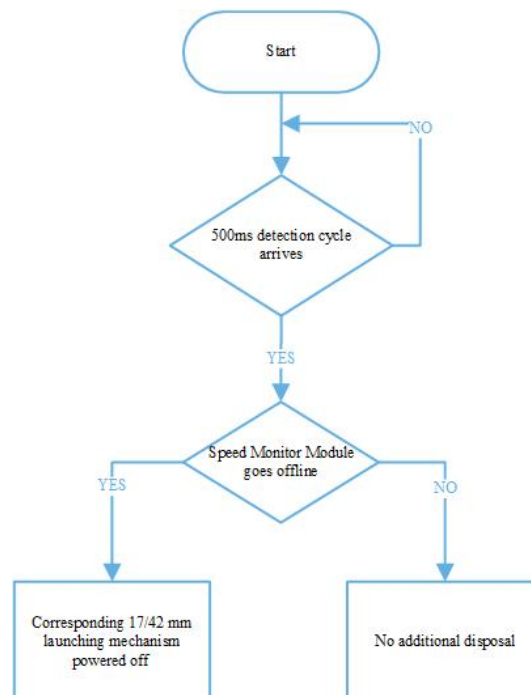 Start
NO
500ms detection cycle
arrives
YES
Speed Monitor Module
goes offline
YES
NO
Corresponding 17/42 mm
launching mechanism
powered off
No additional disposal